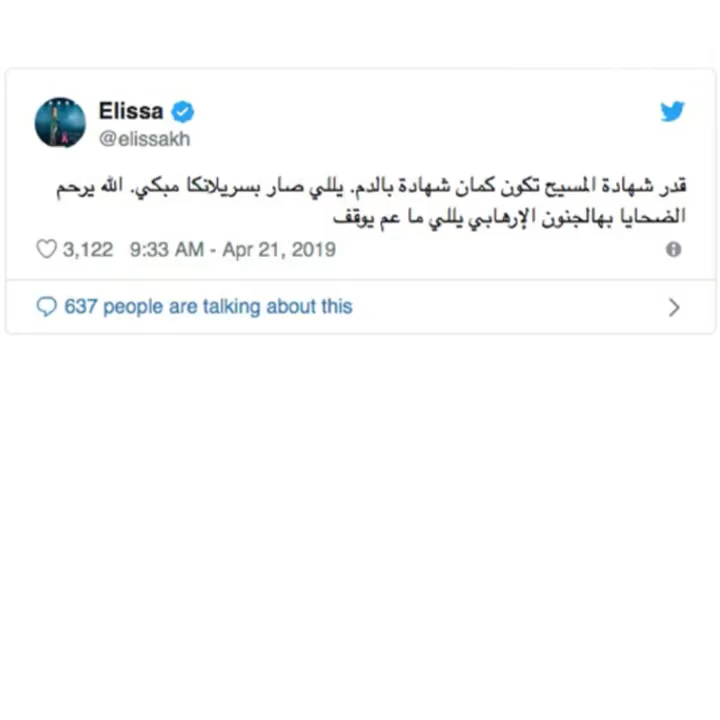 Elissa
@elissakh
قدر شهادة المسيح تكون كمان شهادة بالدم. يللي صار بسريلانكا مبكي. الله يرحم
الضحايا بهالجنون الإرهابي يللي ما عم يوقف
3,122 9:33 AM - Apr 21, 2019
637 people are talking about this